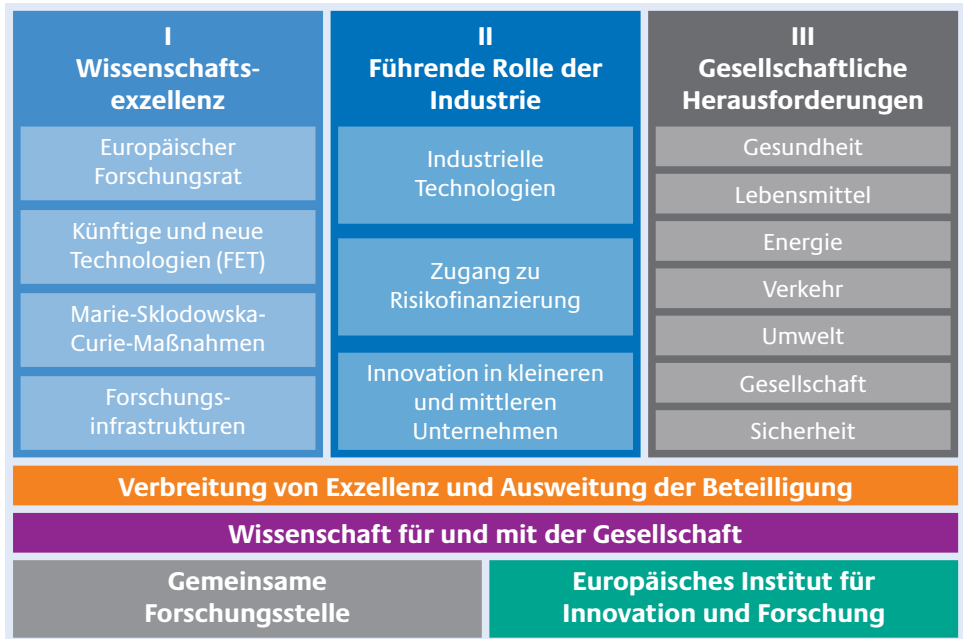 I
Wissenschafts-
exzellenz
Europäischer
Forschungsrat
Künftige und neue
Technologien (FET)
Marie-Sklodowska-
Curie-Maßnahmen
Forschungs-
infrastrukturen
II
Führende Rolle der
Industrie
Industrielle
Technologien
Zugang zu
Risikofinanzierung
Innovation in kleineren
und mittleren
Unternehmen
III
Gesellschaftliche
Herausforderungen
Gesundheit
Lebensmittel
Energie
Verkehr
Umwelt
Gesellschaft
Sicherheit
Verbreitung von Exzellenz und Ausweitung der Beteilligung
Wissenschaft für und mit der Gesellschaft
Gemeinsame
Forschungsstelle
Europäisches Institut für
Innovation und Forschung